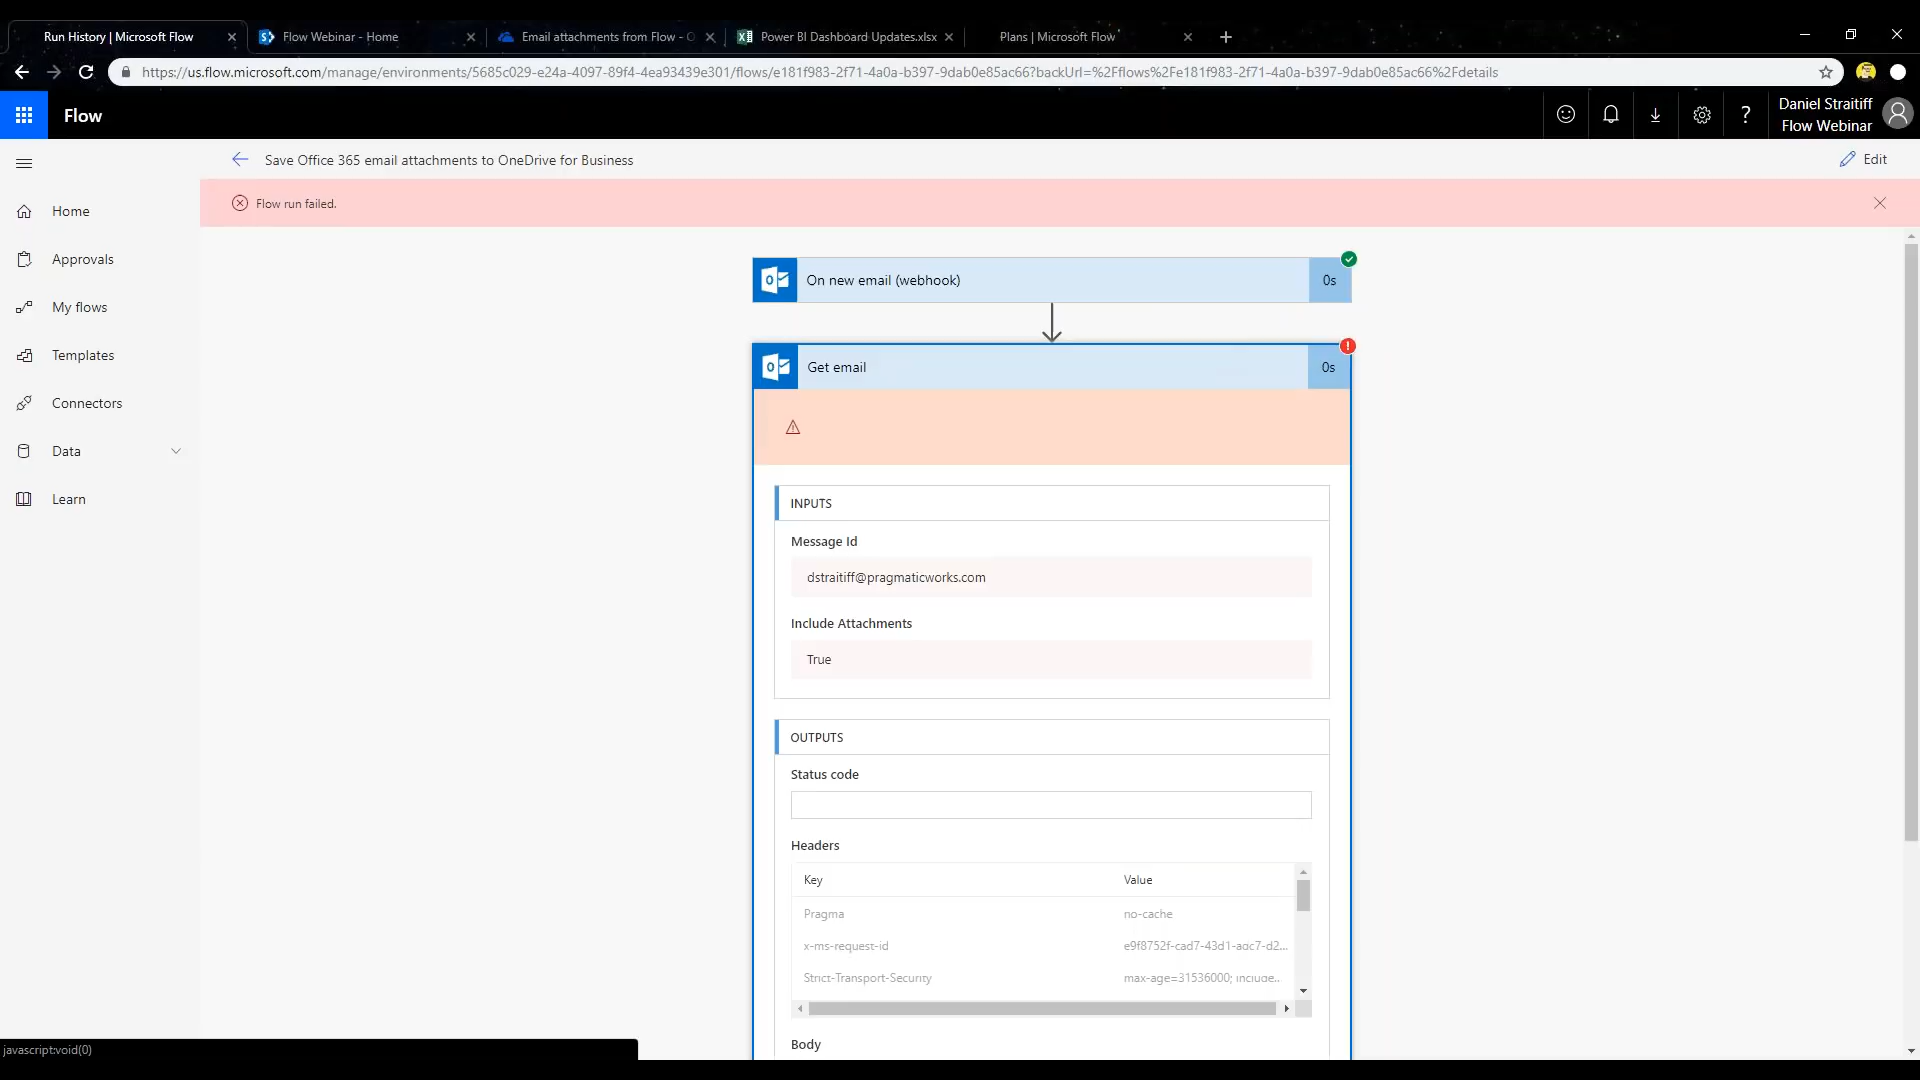 Run History | Microsoft Flow
Flow Webinar - Home
Email attachments from Flow - O
Power BI Dashboard Updates.xlsx
Plans | Microsoft Flow
https://us.flow.microsoft.com/manage/environments/5685c029-e24a-4097-89f4-4ea93439e301/flows/e181f983-2f71-4a0a-b397-9dab0e85ac66?backUrl=%2Fflows%2Fe181f983-2f71-4a0a-b397-9dab0e85ac66%2Fdetails
Flow
Daniel Straitiff
Flow Webinar
Save Office 365 email attachments to OneDrive for Business
Edit
Flow run failed.
Home
Approvals
My flows
Templates
Connectors
Data
Learn
On new email (webhook)
0s
Get email
0s
INPUTS
Message Id
dstraitiff@pragmaticworks.com
Include Attachments
True
OUTPUTS
Status code
Headers
Key Value
Pragma no-cache
x-ms-request-id e9f8752f-cad7-43d1-aac7-d2...
Strict-Transport-Security max-age=31536000; include...
Body
javascript:void(0)